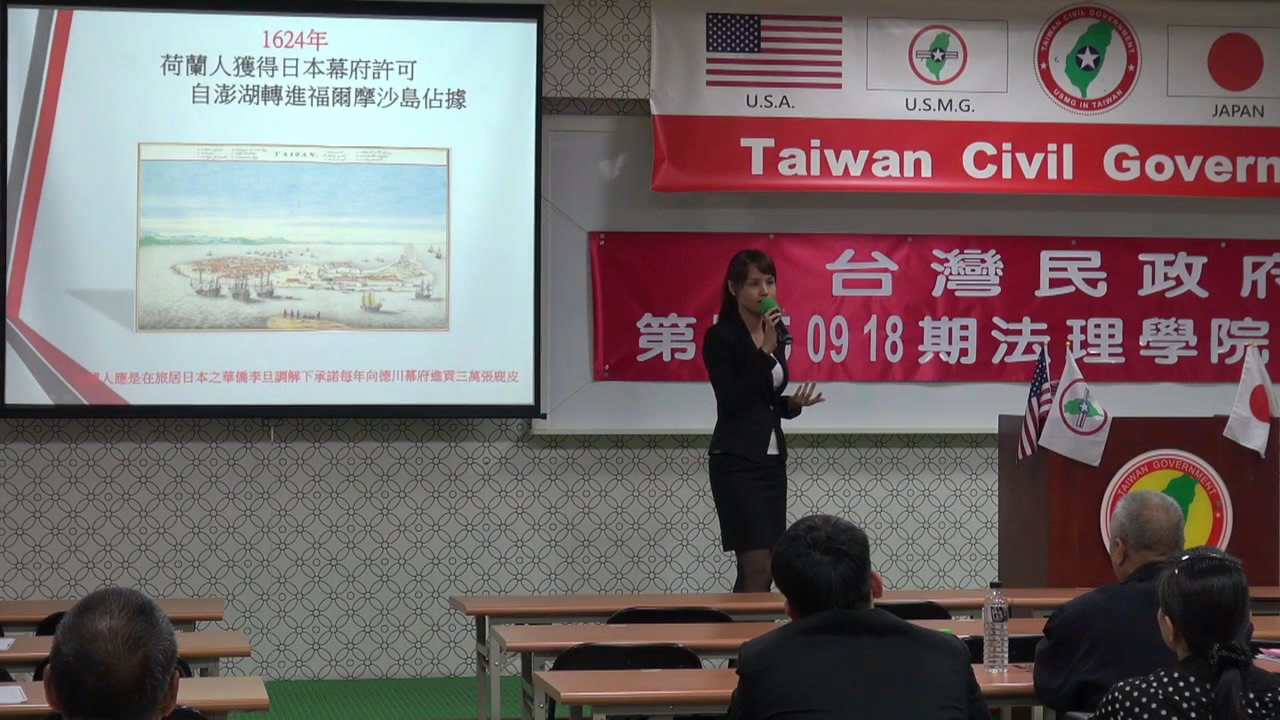 1624年
荷蘭人獲得日本幕府許可
自澎湖轉進福爾摩沙島佔據
TAIOAN.
人應是在旅居日本之華僑李旦調解下承諾每年向德川幕府進貢三萬張鹿皮
U.S.A.
U.S.M.G.
TAIWAN CIVIL GOVERNMENT
USMG IN TAIWAN
JAPAN
Taiwan Civil Govern
台灣民政府
第 09 18 期法理學院
TAIWAN GOVERNMENT